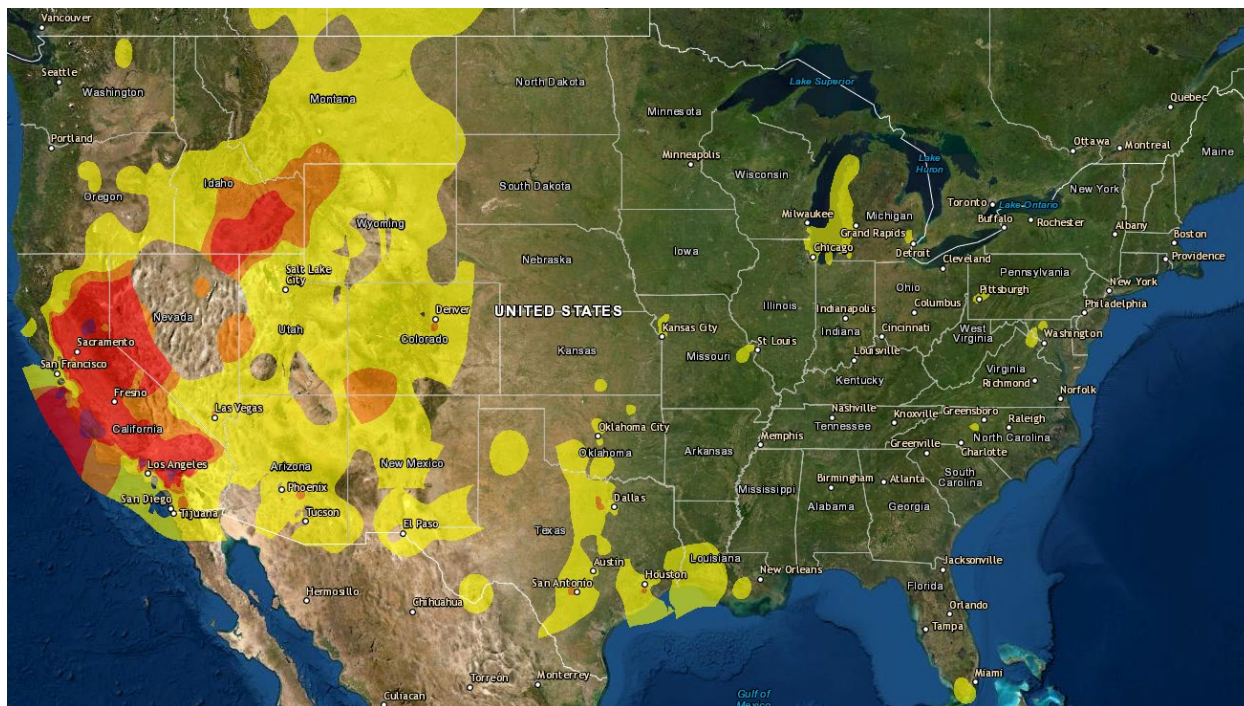 Vancouver
Seattle
Washington
Portland
Oregon
Montana
Idaho
North Dakota
Minnesota
Lake Superior
Quebec
Ottawa
Montreal
Maine
Minneapolis
Wisconsin
Lake
Huron
South Dakota
Wyoming
Toronto
Lake Ontario
New York
Milwaukee
Michigan
Buffalo
Rochester
Albany
Boston
Grand Rapids
Providence
Iowa
Chicago
Detroit
Cleveland
Nebraska
Salt Lake
City
Pennsylvania
New York
Pittsburgh
Philadelphia
Ohio
Nevada
Utah
Denver
Colorado
UNITED STATES
Illinois
Indianapolis
Columbus
Indiana
Cincinnati
West
Virginia
Washington
Sacramento
San Francisco
Kansas
Kansas City
Missouri
St Louis
Louisville
Kentucky
Virginia
Richmond
Norfolk
Fresno
California
Las Vegas
Nashville
Tennessee
Knoxville
Greensboro
Raleigh
North Carolina
Charlotte
Greenville
Oklahoma City
Oklahoma
Arkansas
Memphis
Los Angeles
Arizona
Phoenix
New Mexico
South
Carolina
San Diego
Tijuana
Tucson
El Paso
Dallas
Texas
Mississippi
Birmingham
Alabama
Atlanta
Georgia
Louisiana
Austin
San Antonio
Houston
New Orleans
Jacksonville
Florida
Orlando
Tampa
Miami
Hermosillo
Chihuahua
Torreón
Monterrey
Culiacan
Gulf of
Mexico